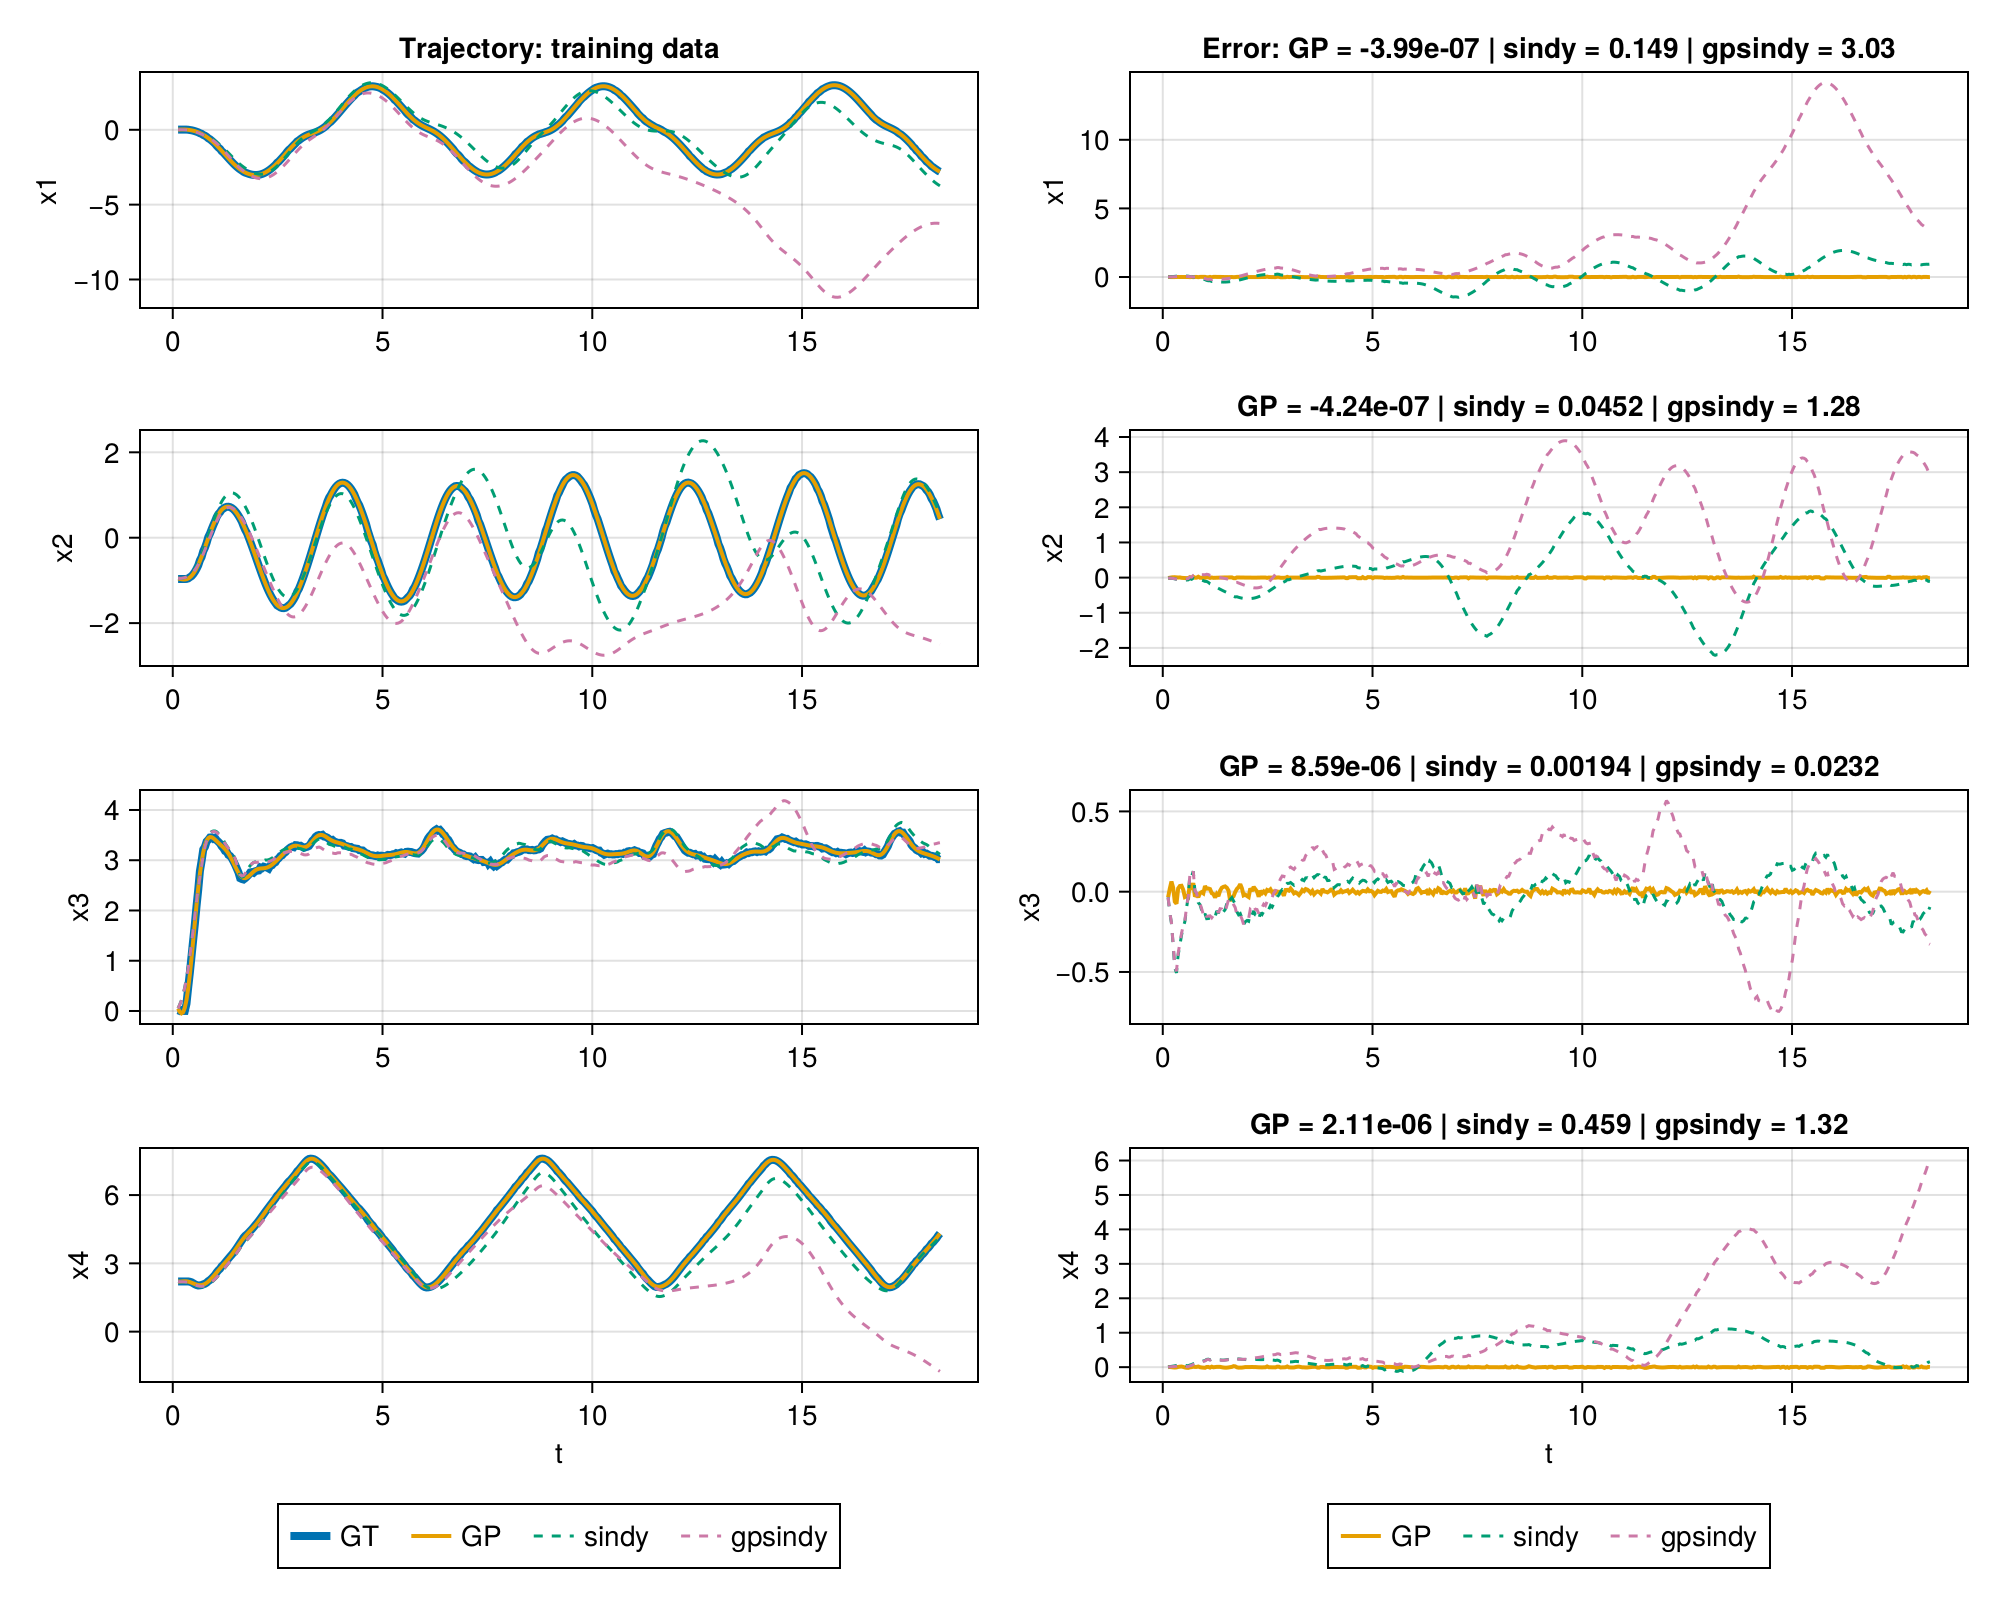 Trajectory: training data
x1
0
−5
−10
0 5 10 15
Error: GP = -3.99e-07 | sindy = 0.149 | gpsindy = 3.03
x1
10
5
0
0 5 10 15
x2
2
0
−2
0 5 10 15
GP = -4.24e-07 | sindy = 0.0452 | gpsindy = 1.28
x2
4
3
2
1
0
−1
−2
0 5 10 15
x3
4
3
2
1
0
0 5 10 15
GP = 8.59e-06 | sindy = 0.00194 | gpsindy = 0.0232
x3
0.5
0.0
−0.5
0 5 10 15
x4
6
3
0
0 5 10 15
t
GP = 2.11e-06 | sindy = 0.459 | gpsindy = 1.32
x4
6
5
4
3
2
1
0
0 5 10 15
t
GT GP sindy gpsindy
GP sindy gpsindy